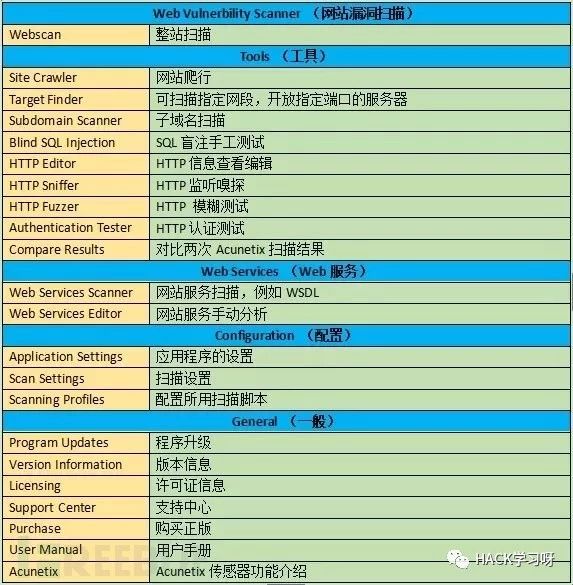 Web Vulnerbility Scanner （网站漏洞扫描）
Webscan 整站扫描
Tools （工具）
Site Crawler 网站爬行
Target Finder 可扫描指定网段，开放指定端口的服务器
Subdomain Scanner 子域名扫描
Blind SQL Injection SQL 盲注手工测试
HTTP Editor HTTP 信息查看编辑
HTTP Sniffer HTTP 监听嗅探
HTTP Fuzzer HTTP 模糊测试
Authentication Tester HTTP 认证测试
Compare Results 对比两次 Acunetix 扫描结果
Web Services （Web 服务）
Web Services Scanner 网站服务扫描，例如 WSDL
Web Services Editor 网站服务手动分析
Configuration （配置）
Application Settings 应用程序的设置
Scan Settings 扫描设置
Scanning Profiles 配置所用扫描脚本
General （一般）
Program Updates 程序升级
Version Information 版本信息
Licensing 许可证信息
Support Center 支持中心
Purchase 购买正版
User Manual 用户手册
Acunetix Acunetix 传感器功能介绍
HACK学习呀